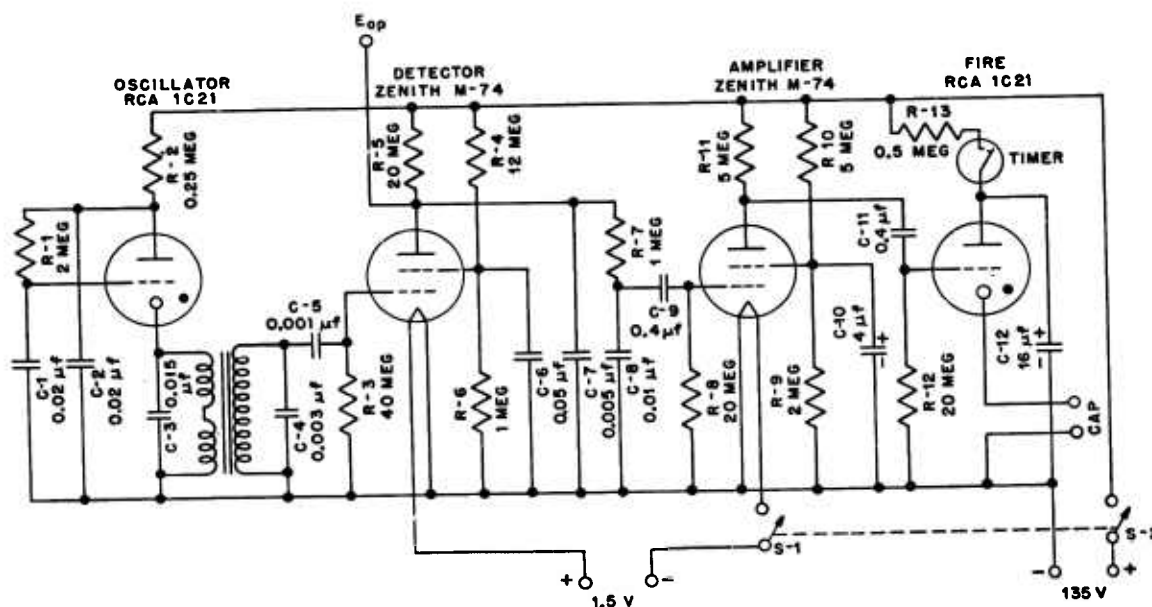 E op
OSCILLATOR
RCA 1C21
DETECTOR
ZENITH M-74
AMPLIFIER
ZENITH M-74
FIRE
RCA 1C21
R-2
0.25 MEG
R-5
20 MEG
R-4
12 MEG
R-11
5 MEG
R 10
5 MEG
R-13
0.5 MEG
TIMER
R-1
2 MEG
R-7
1 MEG
C-11
0.4 µf
C-5
0.001 µf
C-9
0.4 µf
C-10
4 µf
+
-
C-12
16 µf
+
-
C-1
0.02 µf
C-2
0.02 µf
C-3
0.015 µf
C-4
0.003 µf
R-3
40 MEG
R-6
1 MEG
C-6
0.05 µf
C-7
0.005 µf
C-8
0.01 µf
R-8
20 MEG
R-9
2 MEG
R-12
20 MEG
CAP
S-1
S-2
+
-
1.5 V
-
+
135 V